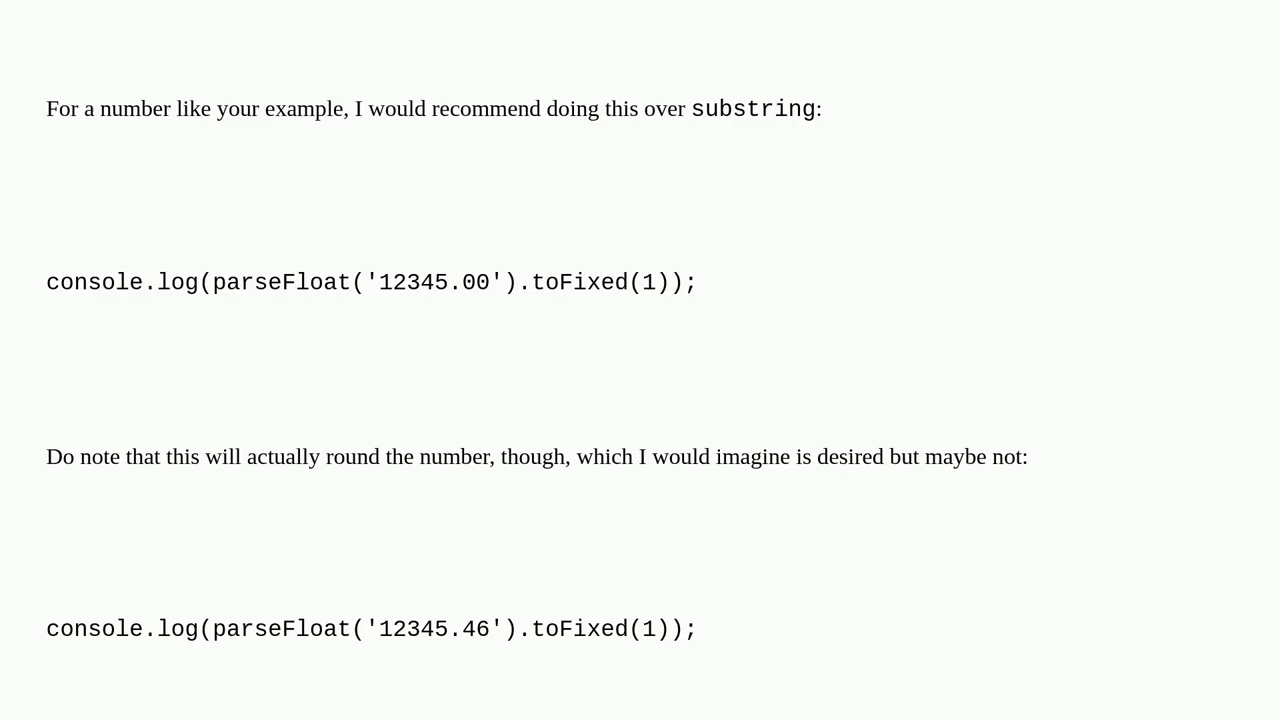 For a number like your example, I would recommend doing this over substring:
console.log(parseFloat('12345.00').toFixed(1));
Do note that this will actually round the number, though, which I would imagine is desired but maybe not:
console.log(parseFloat('12345.46').toFixed(1));